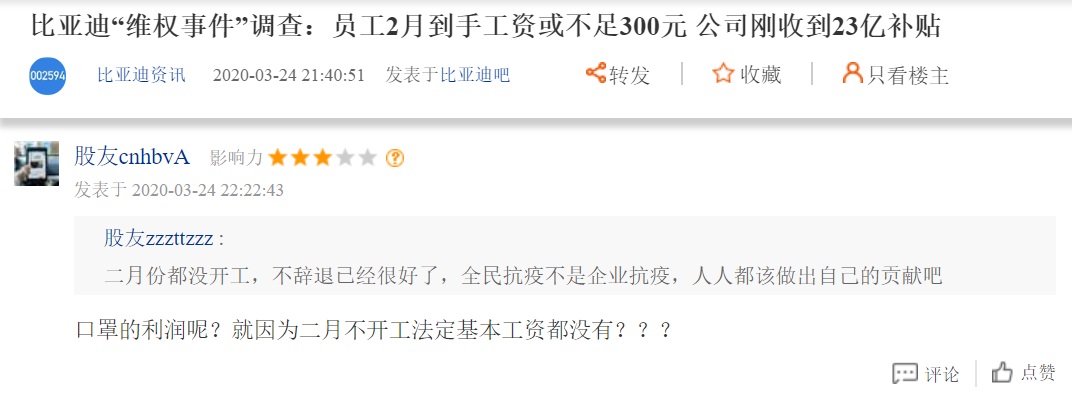 比亚迪“维权事件”调查：员工2月到手工资或不足300元 公司刚收到23亿补贴
002594 比亚迪资讯 2020-03-24 21:40:51 发表于比亚迪吧 转发 收藏 只看楼主
股友cnhbvA 影响力 ?
发表于 2020-03-24 22:22:43
股友zzzttzzz :
二月份都没开工，不辞退已经很好了，全民抗疫不是企业抗疫，人人都该做出自己的贡献吧
口罩的利润呢？就因为二月不开工法定基本工资都没有？？？
评论 点赞